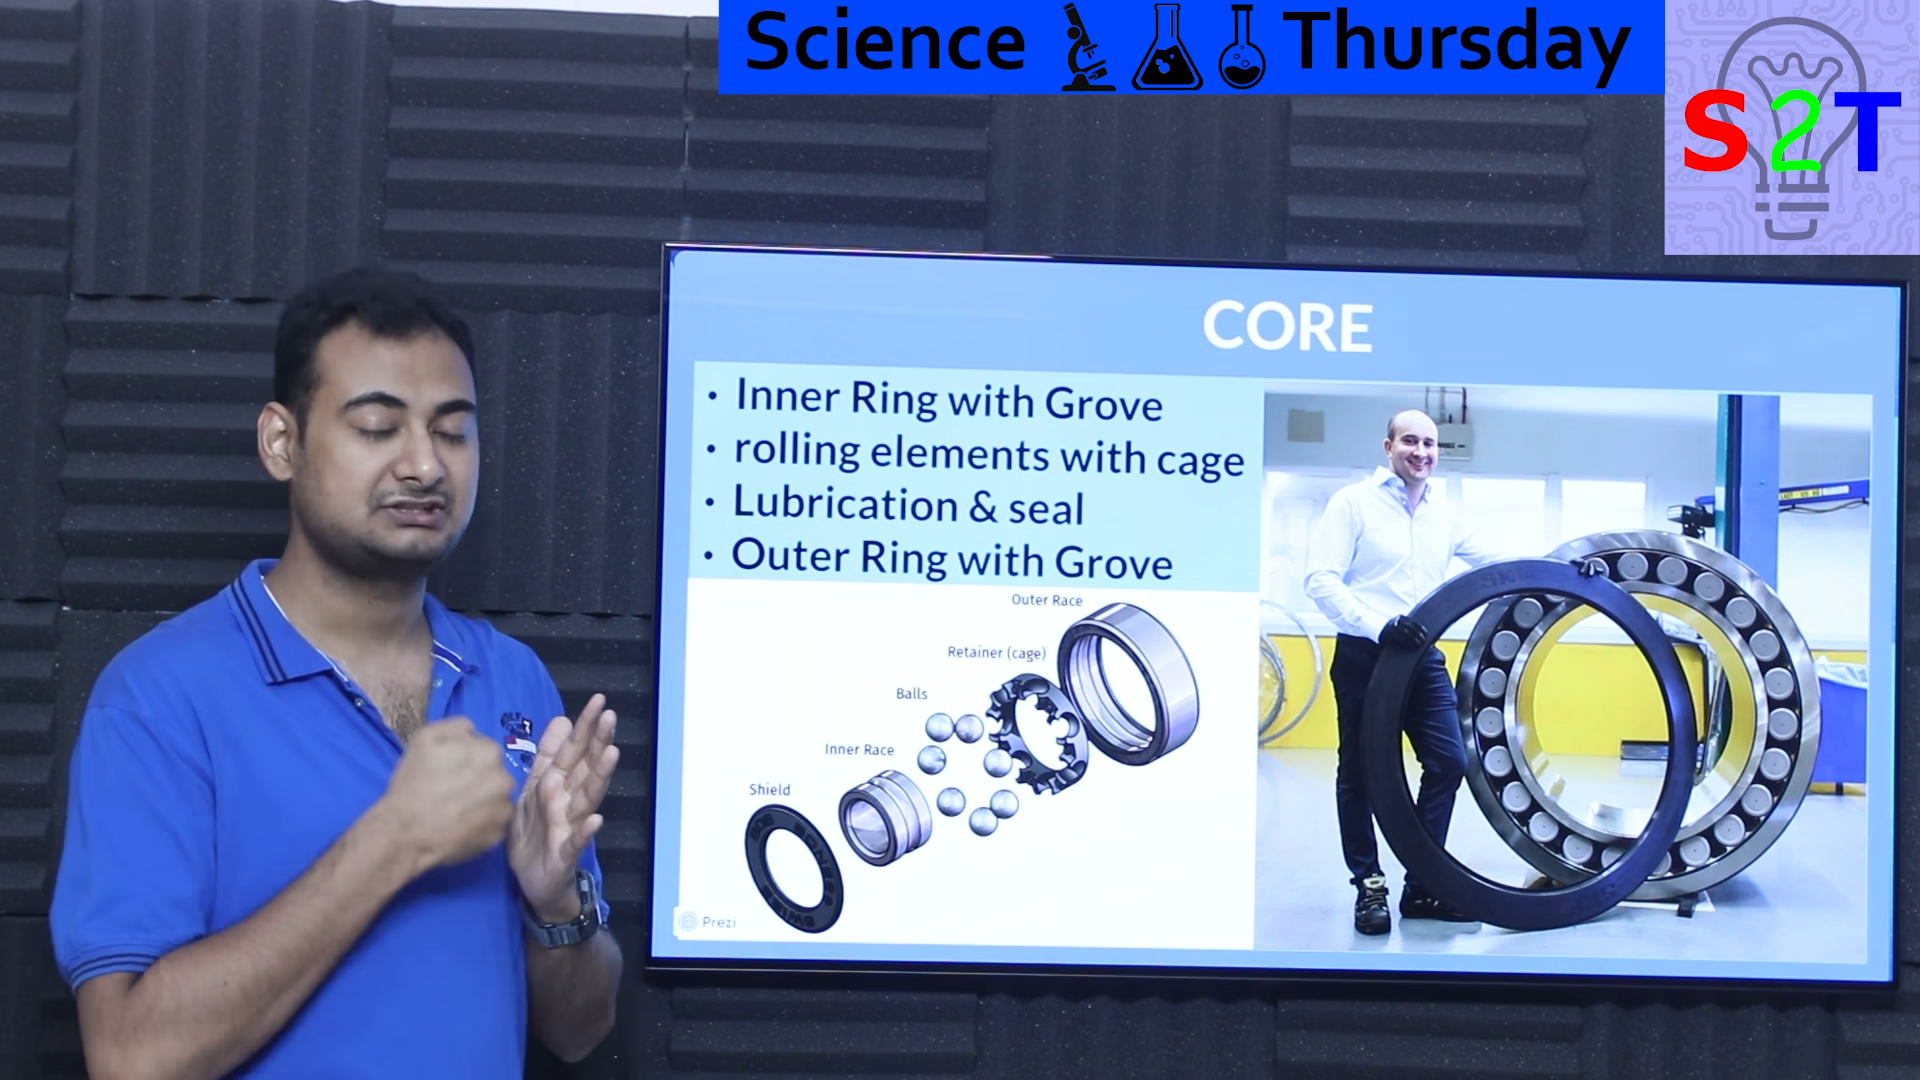 Science Thursday
S2T
CORE
• Inner Ring with Grove
• rolling elements with cage
• Lubrication & seal
• Outer Ring with Grove
Outer Race
Retainer (cage)
Balls
Inner Race
Shield
Prezi
SKF